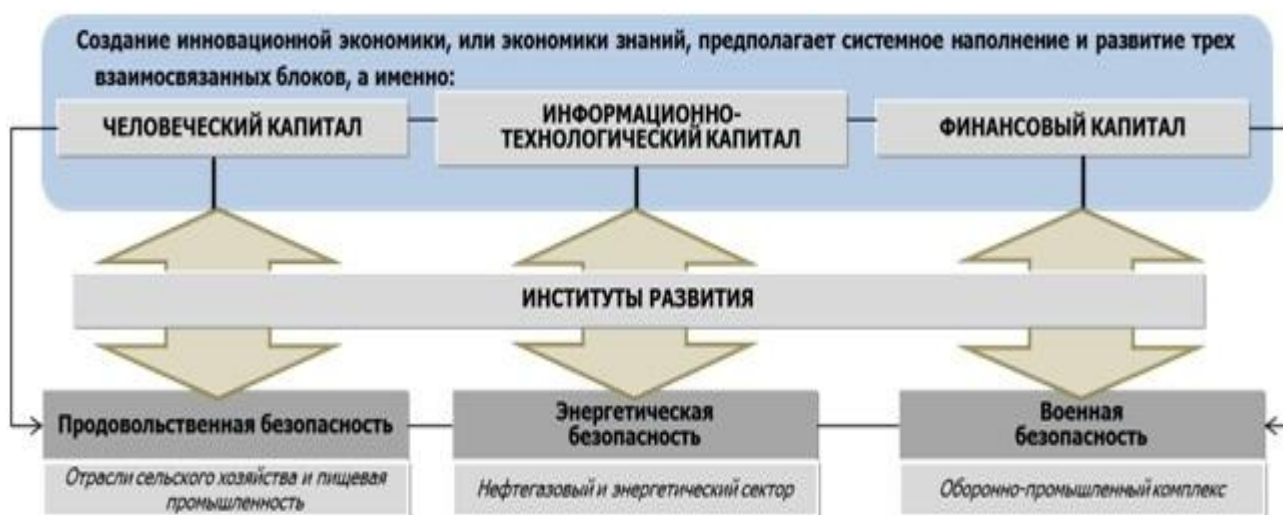 Создание инновационной экономики, или экономики знаний, предполагает системное наполнение и развитие трех
взаимосвязанных блоков, а именно:
ЧЕЛОВЕЧЕСКИЙ КАПИТАЛ
ИНФОРМАЦИОННО-
ТЕХНОЛОГИЧЕСКИЙ КАПИТАЛ
ФИНАНСОВЫЙ КАПИТАЛ
ИНСТИТУТЫ РАЗВИТИЯ
Продовольственная безопасность
Отрасли сельского хозяйства и пищевая
промышленность
Энергетическая
безопасность
Нефтегазовый и энергетический сектор
Военная
безопасность
Оборонно-промышленный комплекс